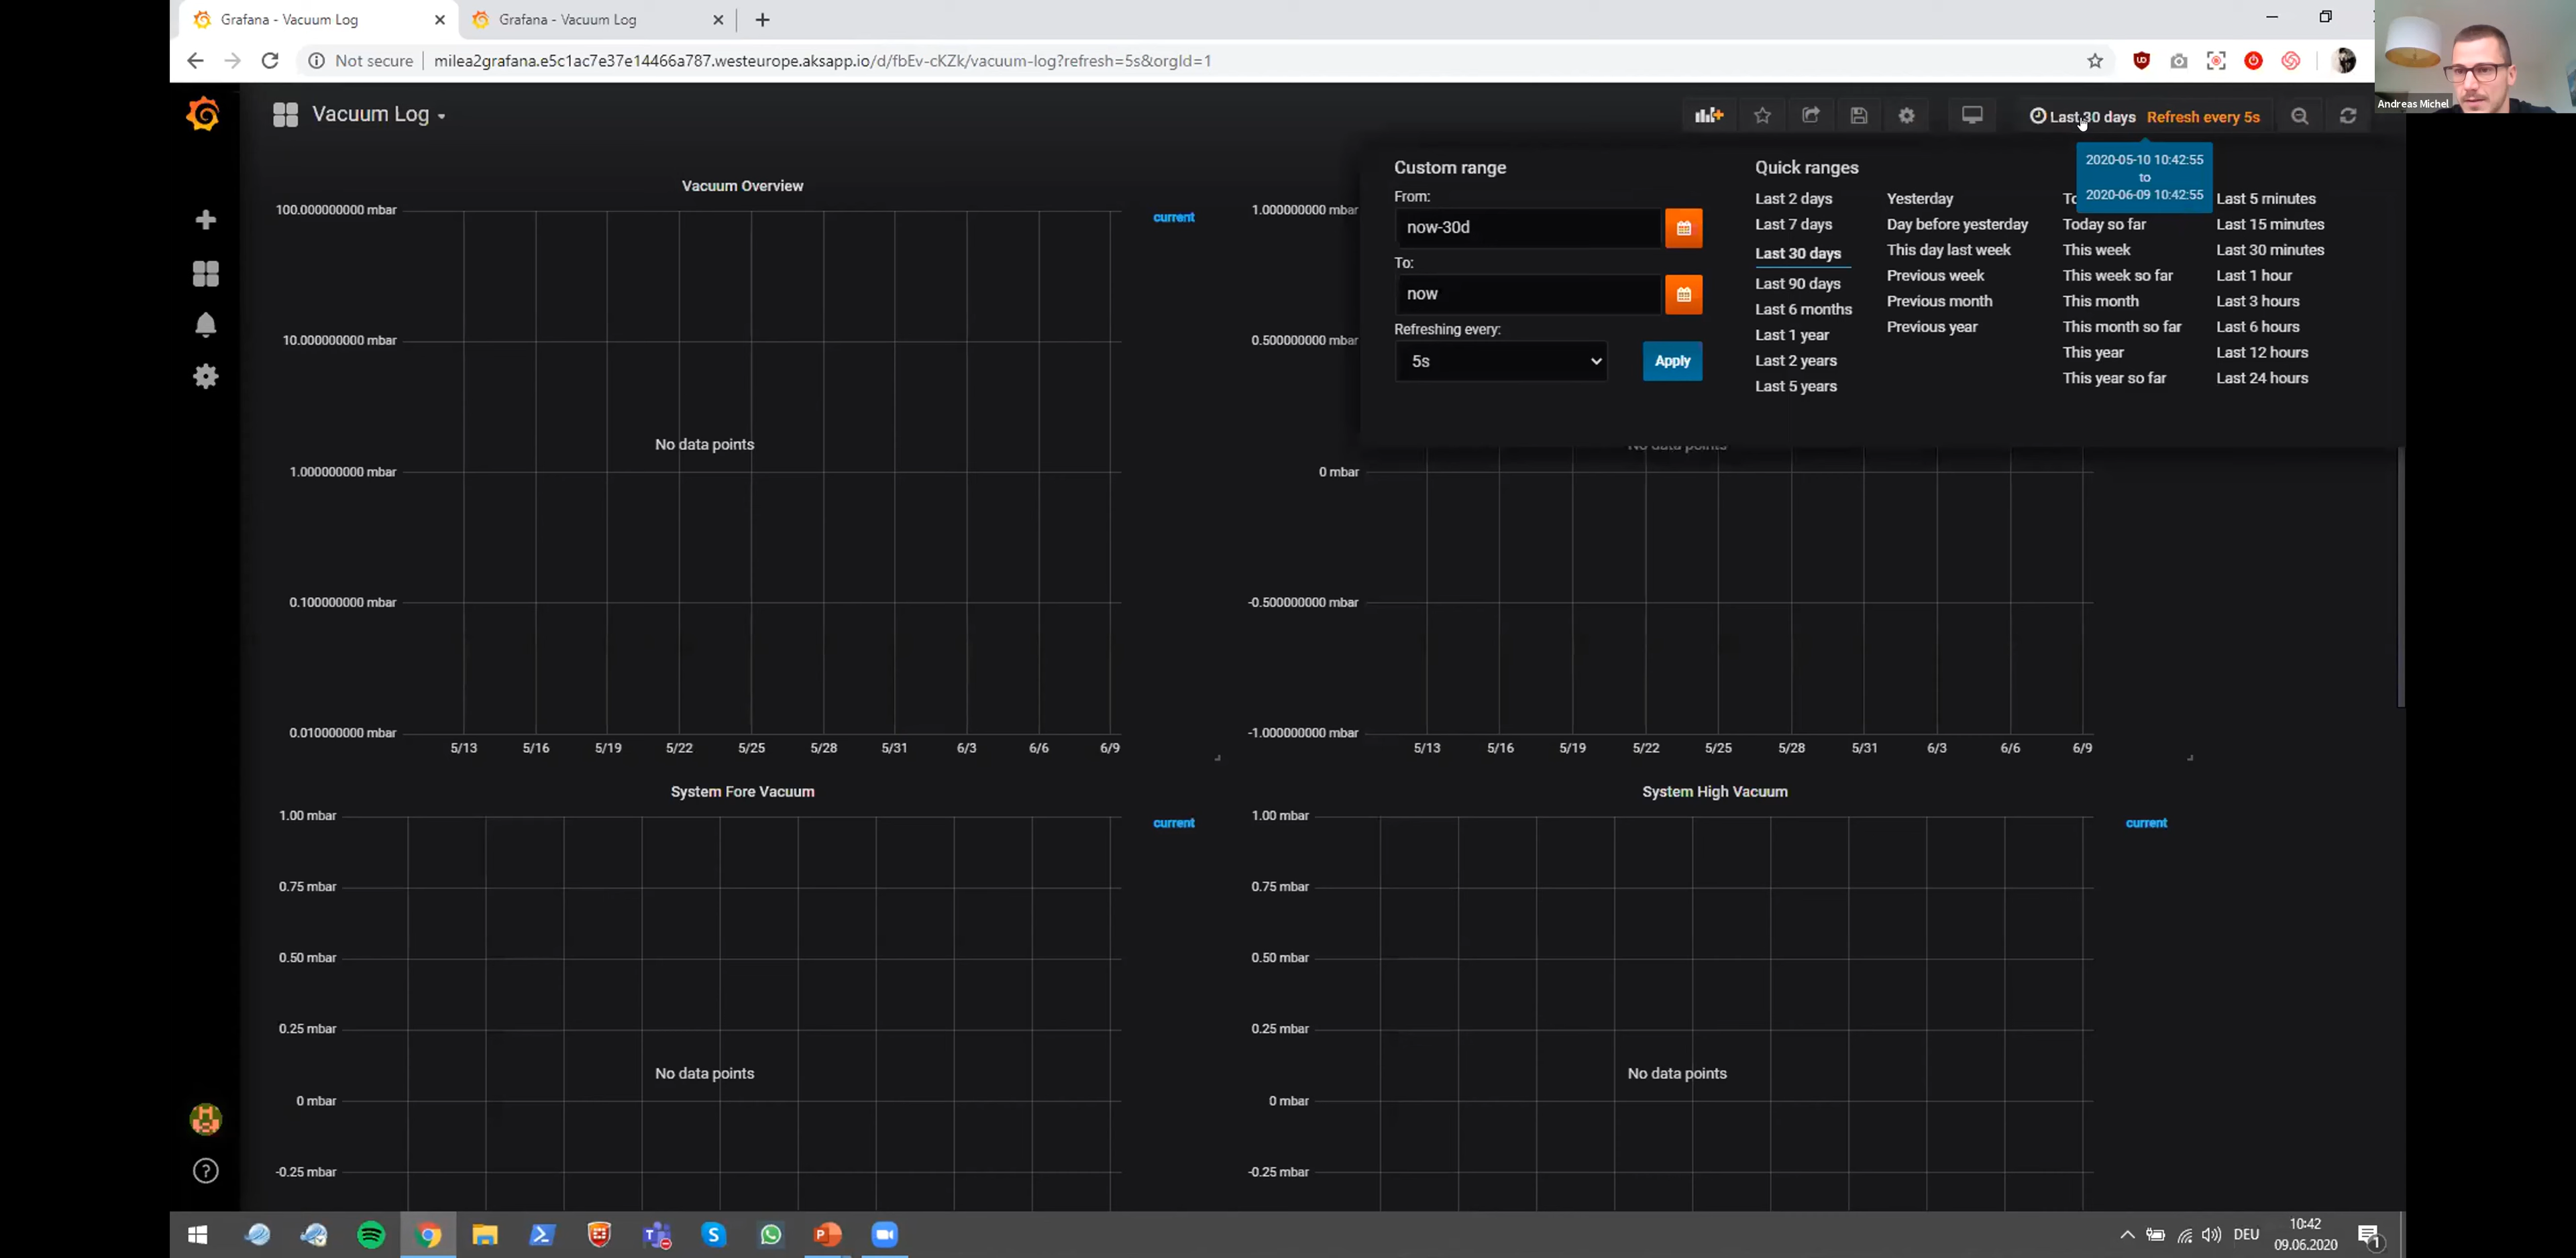 Grafana - Vacuum Log
Grafana - Vacuum Log
Not secure
milea2grafana.e5c1ac7e37e14466a787.westeurope.aksapp.io/d/fbEv-cKZk/vacuum-log?refresh=5s&orgId=1
Andreas Michel
Vacuum Log
Last 30 days Refresh every 5s
2020-05-10 10:42:55
to
2020-06-09 10:42:55
Custom range
From:
now-30d
To:
now
Refreshing every:
5s
Apply
Quick ranges
Last 2 days
Last 7 days
Last 30 days
Last 90 days
Last 6 months
Last 1 year
Last 2 years
Last 5 years
Yesterday
Day before yesterday
This day last week
Previous week
Previous month
Previous year
Today so far
This week
This week so far
This month
This month so far
This year
This year so far
Last 5 minutes
Last 15 minutes
Last 30 minutes
Last 1 hour
Last 3 hours
Last 6 hours
Last 12 hours
Last 24 hours
Vacuum Overview
current
100.000000000 mbar
10.000000000 mbar
1.000000000 mbar
0.100000000 mbar
0.010000000 mbar
No data points
5/13 5/16 5/19 5/22 5/25 5/28 5/31 6/3 6/6 6/9
1.000000000 mbar
0.500000000 mbar
0 mbar
-0.500000000 mbar
-1.000000000 mbar
No data points
5/13 5/16 5/19 5/22 5/25 5/28 5/31 6/3 6/6 6/9
System Fore Vacuum
current
1.00 mbar
0.75 mbar
0.50 mbar
0.25 mbar
0 mbar
-0.25 mbar
No data points
System High Vacuum
current
1.00 mbar
0.75 mbar
0.50 mbar
0.25 mbar
0 mbar
-0.25 mbar
No data points
DEU
10:42
09.06.2020
1